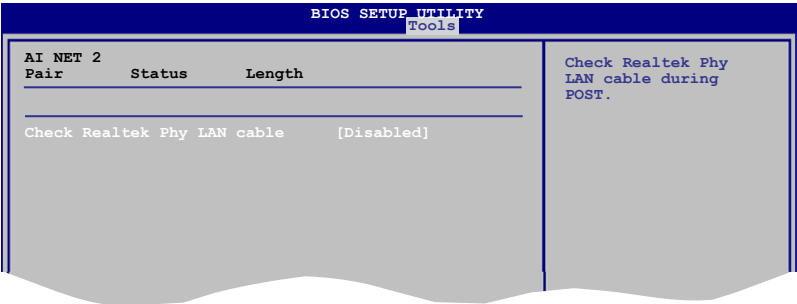 BIOS SETUP UTILITY
Tools
AI NET 2
Pair Status Length
Check Realtek Phy LAN cable [Disabled]
Check Realtek Phy
LAN cable during
POST.